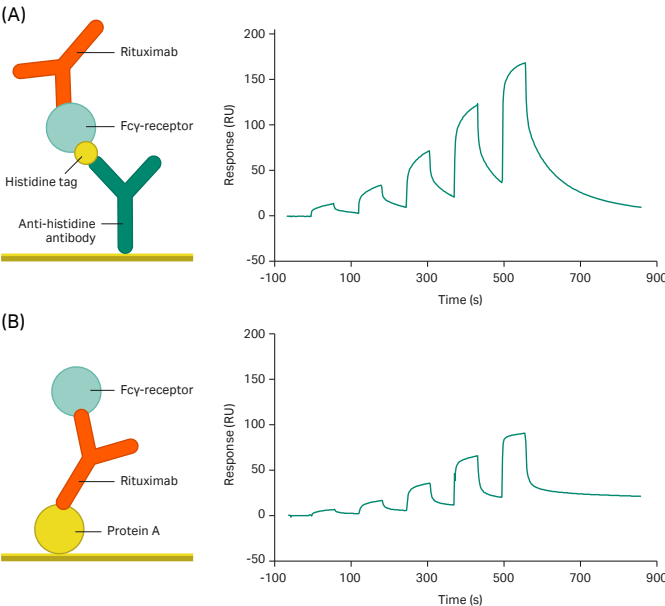 (A)
Rituximab
Fcγ-receptor
Histidine tag
Anti-histidine
antibody
Response (RU)
200
150
100
50
0
-50
-100
100
300
500
700
900
Time (s)
(B)
Fcγ-receptor
Rituximab
Protein A
Response (RU)
200
150
100
50
0
-50
-100
100
300
500
700
900
Time (s)